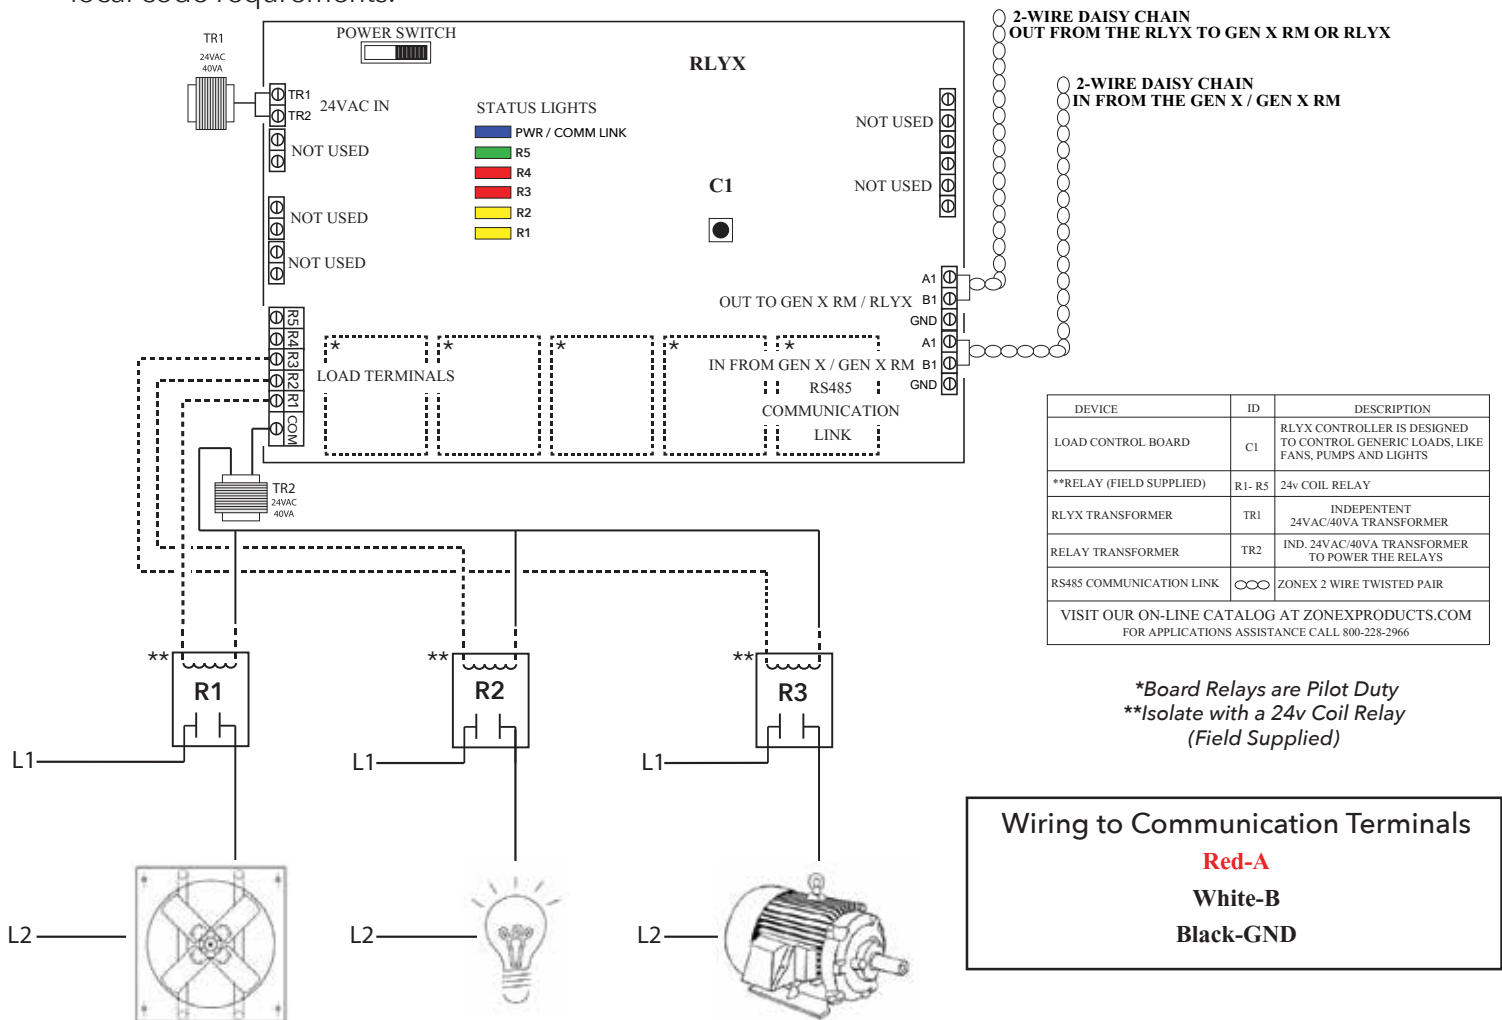 local code requirements.
TR1
24VAC
40VA
POWER SWITCH
RLYX
2-WIRE DAISY CHAIN
OUT FROM THE RLYX TO GEN X RM OR RLYX
2-WIRE DAISY CHAIN
IN FROM THE GEN X / GEN X RM
TR1
TR2
24VAC IN
NOT USED
NOT USED
NOT USED
STATUS LIGHTS
PWR / COMM LINK
R5
R4
R3
R2
R1
C1
NOT USED
NOT USED
A1
OUT TO GEN X RM / RLYX B1
GND
A1
IN FROM GEN X / GEN X RM B1
GND
RS485
COMMUNICATION
LINK
R5
R4
R3
R2
R1
COM
* * * * *
LOAD TERMINALS
TR2
24VAC
40VA
DEVICE ID DESCRIPTION
LOAD CONTROL BOARD C1 RLYX CONTROLLER IS DESIGNED
TO CONTROL GENERIC LOADS, LIKE
FANS, PUMPS AND LIGHTS
**RELAY (FIELD SUPPLIED) R1- R5 24v COIL RELAY
RLYX TRANSFORMER TR1 INDEPENTENT
24VAC/40VA TRANSFORMER
RELAY TRANSFORMER TR2 IND. 24VAC/40VA TRANSFORMER
TO POWER THE RELAYS
RS485 COMMUNICATION LINK ZONEX 2 WIRE TWISTED PAIR
VISIT OUR ON-LINE CATALOG AT ZONEXPRODUCTS.COM
FOR APPLICATIONS ASSISTANCE CALL 800-228-2966
** ** **
R1 R2 R3
L1 L1 L1
L2 L2 L2
*Board Relays are Pilot Duty
**Isolate with a 24v Coil Relay
(Field Supplied)
Wiring to Communication Terminals
Red-A
White-B
Black-GND